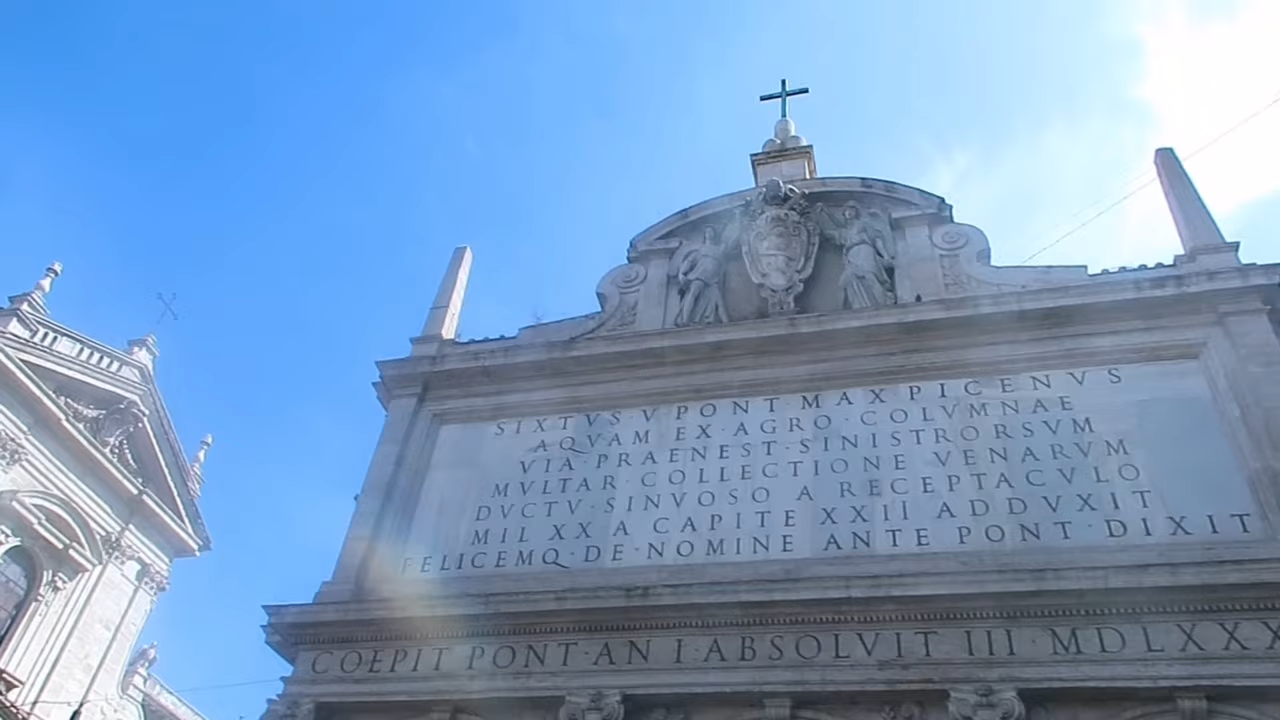 SIXTVS·V·PONT·MAX·PICENVS
AQVAM EX·AGRO·COLVMNAE
VIA·PRAENEST·SINISTRORSVM
MVLTAR·COLLECTIONE VENARVM
DVCTV·SINVOSO A RECEPTACVLO
MIL XX A CAPITE XXII ADDVXIT
FELICEMQ·DE·NOMINE ANTE PONT·DIXIT
COEPIT PONT·AN I·ABSOLVIT III·MDLXXX